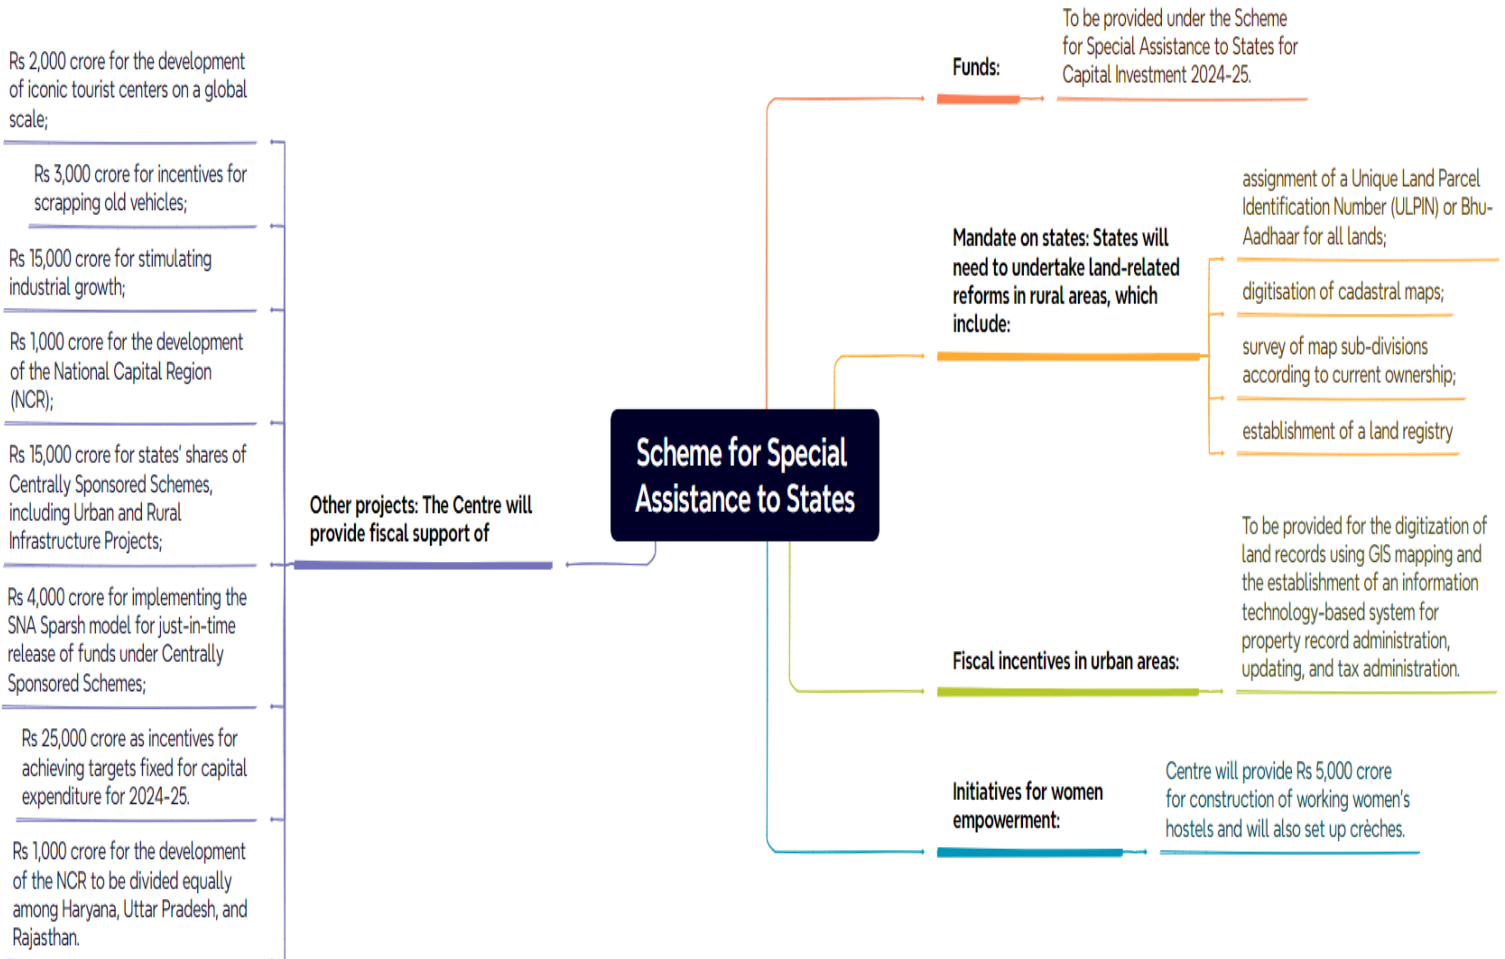 Scheme for Special
Assistance to States
Funds:
To be provided under the Scheme
for Special Assistance to States for
Capital Investment 2024-25.
Mandate on states: States will
need to undertake land-related
reforms in rural areas, which
include:
assignment of a Unique Land Parcel
Identification Number (ULPIN) or Bhu-
Aadhaar for all lands;
digitisation of cadastral maps;
survey of map sub-divisions
according to current ownership;
establishment of a land registry
Fiscal incentives in urban areas:
To be provided for the digitization of
land records using GIS mapping and
the establishment of an information
technology-based system for
property record administration,
updating, and tax administration.
Initiatives for women
empowerment:
Centre will provide Rs 5,000 crore
for construction of working women's
hostels and will also set up crèches.
Other projects: The Centre will
provide fiscal support of
Rs 2,000 crore for the development
of iconic tourist centers on a global
scale;
Rs 3,000 crore for incentives for
scrapping old vehicles;
Rs 15,000 crore for stimulating
industrial growth;
Rs 1,000 crore for the development
of the National Capital Region
(NCR);
Rs 15,000 crore for states' shares of
Centrally Sponsored Schemes,
including Urban and Rural
Infrastructure Projects;
Rs 4,000 crore for implementing the
SNA Sparsh model for just-in-time
release of funds under Centrally
Sponsored Schemes;
Rs 25,000 crore as incentives for
achieving targets fixed for capital
expenditure for 2024-25.
Rs 1,000 crore for the development
of the NCR to be divided equally
among Haryana, Uttar Pradesh, and
Rajasthan.